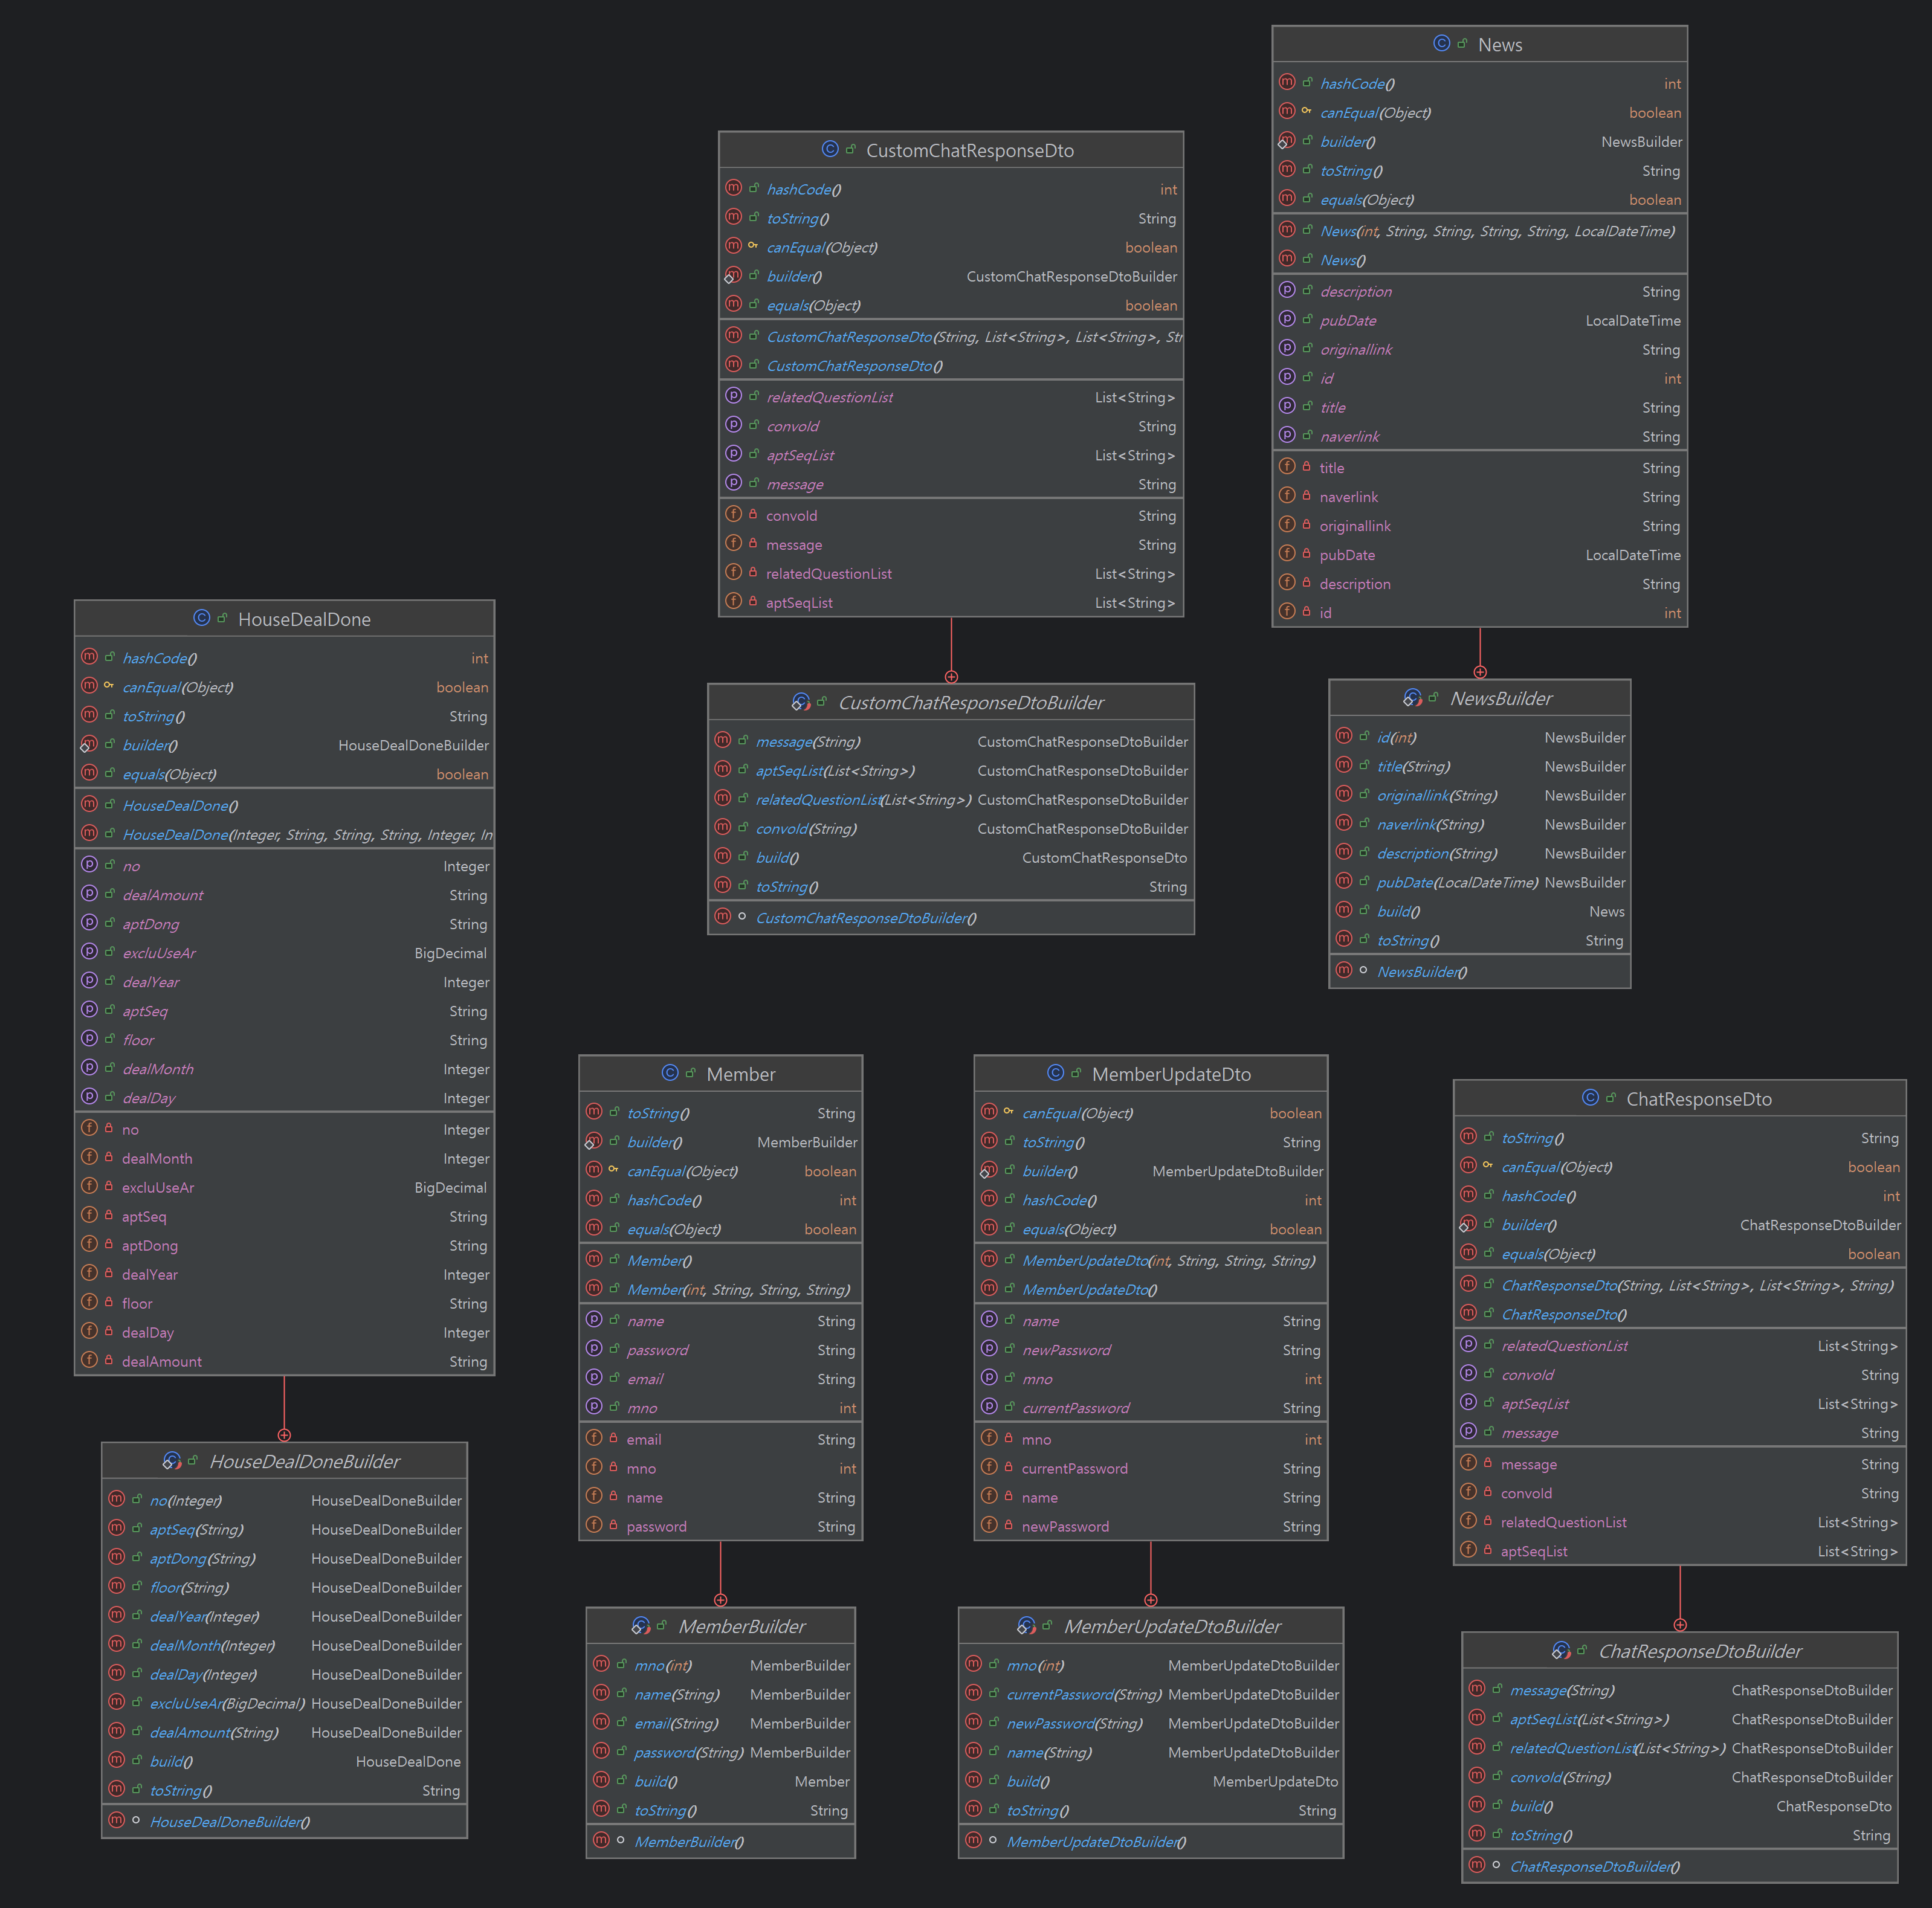 News
hashCode() int
canEqual(Object) boolean
builder() NewsBuilder
toString() String
equals(Object) boolean
News(int, String, String, String, String, LocalDateTime)
News()
description String
pubDate LocalDateTime
originallink String
id int
title String
naverlink String
title String
naverlink String
originallink String
pubDate LocalDateTime
description String
id int
CustomChatResponseDto
hashCode() int
toString() String
canEqual(Object) boolean
builder() CustomChatResponseDtoBuilder
equals(Object) boolean
CustomChatResponseDto(String, List<String>, List<String>, Str
CustomChatResponseDto()
relatedQuestionList List<String>
convoId String
aptSeqList List<String>
message String
convoId String
message String
relatedQuestionList List<String>
aptSeqList List<String>
HouseDealDone
hashCode() int
canEqual(Object) boolean
toString() String
builder() HouseDealDoneBuilder
equals(Object) boolean
HouseDealDone()
HouseDealDone(Integer, String, String, String, Integer, In
no Integer
dealAmount String
aptDong String
excluUseAr BigDecimal
dealYear Integer
aptSeq String
floor String
dealMonth Integer
dealDay Integer
no Integer
dealMonth Integer
excluUseAr BigDecimal
aptSeq String
aptDong String
dealYear Integer
floor String
dealDay Integer
dealAmount String
CustomChatResponseDtoBuilder
message(String) CustomChatResponseDtoBuilder
aptSeqList(List<String>) CustomChatResponseDtoBuilder
relatedQuestionList(List<String>) CustomChatResponseDtoBuilder
convoId(String) CustomChatResponseDtoBuilder
build() CustomChatResponseDto
toString() String
CustomChatResponseDtoBuilder()
NewsBuilder
id(int) NewsBuilder
title(String) NewsBuilder
originallink(String) NewsBuilder
naverlink(String) NewsBuilder
description(String) NewsBuilder
pubDate(LocalDateTime) NewsBuilder
build() News
toString() String
NewsBuilder()
Member
toString() String
builder() MemberBuilder
canEqual(Object) boolean
hashCode() int
equals(Object) boolean
Member()
Member(int, String, String, String)
name String
password String
email String
mno int
email String
mno int
name String
password String
MemberUpdateDto
canEqual(Object) boolean
toString() String
builder() MemberUpdateDtoBuilder
hashCode() int
equals(Object) boolean
MemberUpdateDto(int, String, String, String)
MemberUpdateDto()
name String
newPassword String
mno int
currentPassword String
mno int
currentPassword String
name String
newPassword String
ChatResponseDto
toString() String
canEqual(Object) boolean
hashCode() int
builder() ChatResponseDtoBuilder
equals(Object) boolean
ChatResponseDto(String, List<String>, List<String>, String)
ChatResponseDto()
relatedQuestionList List<String>
convoId String
aptSeqList List<String>
message String
message String
convoId String
relatedQuestionList List<String>
aptSeqList List<String>
HouseDealDoneBuilder
no(Integer) HouseDealDoneBuilder
aptSeq(String) HouseDealDoneBuilder
aptDong(String) HouseDealDoneBuilder
floor(String) HouseDealDoneBuilder
dealYear(Integer) HouseDealDoneBuilder
dealMonth(Integer) HouseDealDoneBuilder
dealDay(Integer) HouseDealDoneBuilder
excluUseAr(BigDecimal) HouseDealDoneBuilder
dealAmount(String) HouseDealDoneBuilder
build() HouseDealDone
toString() String
HouseDealDoneBuilder()
MemberBuilder
mno(int) MemberBuilder
name(String) MemberBuilder
email(String) MemberBuilder
password(String) MemberBuilder
build() Member
toString() String
MemberBuilder()
MemberUpdateDtoBuilder
mno(int) MemberUpdateDtoBuilder
currentPassword(String) MemberUpdateDtoBuilder
newPassword(String) MemberUpdateDtoBuilder
name(String) MemberUpdateDtoBuilder
build() MemberUpdateDto
toString() String
MemberUpdateDtoBuilder()
ChatResponseDtoBuilder
message(String) ChatResponseDtoBuilder
aptSeqList(List<String>) ChatResponseDtoBuilder
relatedQuestionList(List<String>) ChatResponseDtoBuilder
convoId(String) ChatResponseDtoBuilder
build() ChatResponseDto
toString() String
ChatResponseDtoBuilder()